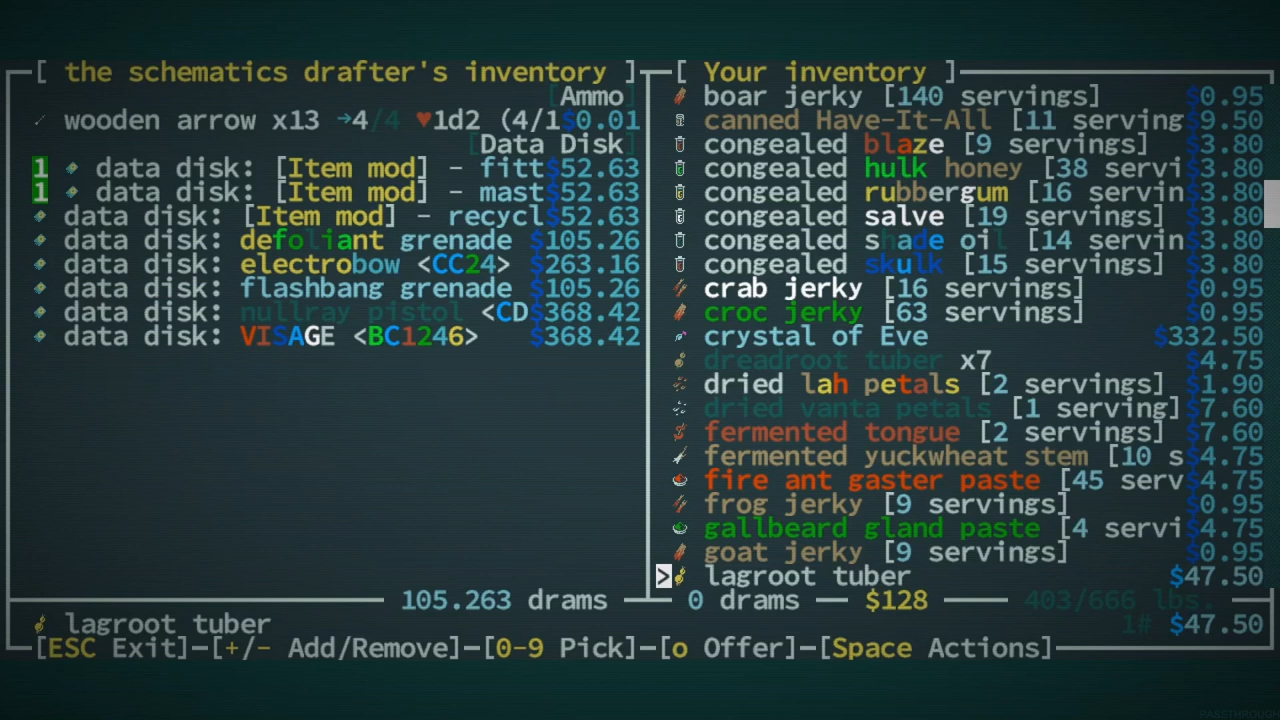 [ the schematics drafter's inventory ]
[Ammo]
wooden arrow x13 →4/4 ♥1d2 (4/1$0.01
[Data Disk]
1 data disk: [Item mod] - fitt$52.63
1 data disk: [Item mod] - mast$52.63
data disk: [Item mod] - recycl$52.63
data disk: defoliant grenade $105.26
data disk: electrobow <CC24> $263.16
data disk: flashbang grenade $105.26
data disk: nullray pistol <CD$368.42
data disk: VISAGE <BC1246> $368.42
105.263 drams
[ Your inventory ]
boar jerky [140 servings] $0.95
canned Have-It-All [11 serving$9.50
congealed blaze [9 servings] $3.80
congealed hulk honey [38 servi$3.80
congealed rubbergum [16 servin$3.80
congealed salve [19 servings] $3.80
congealed shade oil [14 servin$3.80
congealed skulk [15 servings] $3.80
crab jerky [16 servings] $0.95
croc jerky [63 servings] $0.95
crystal of Eve $332.50
dreadroot tuber x7 $4.75
dried lah petals [2 servings] $1.90
dried vanta petals [1 serving]$7.60
fermented tongue [2 servings] $7.60
fermented yuckwheat stem [10 s$4.75
fire ant gaster paste [45 serv$4.75
frog jerky [9 servings] $0.95
gallbeard gland paste [4 servi$4.75
goat jerky [9 servings] $0.95
> lagroot tuber $47.50
0 drams — $128 — 403/666 lbs.
lagroot tuber 1# $47.50
[ESC Exit]—[+/- Add/Remove]—[0-9 Pick]—[o Offer]—[Space Actions]